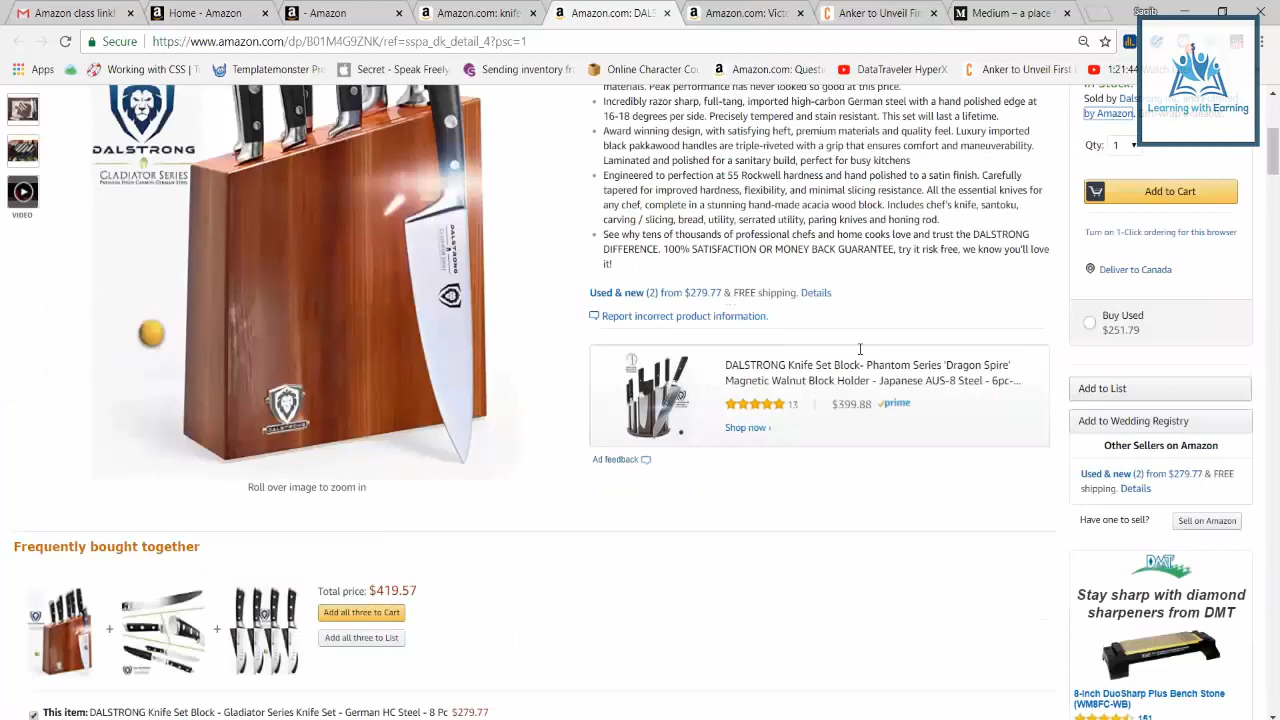 Amazon class link!
Home - Amazon
- Amazon
Amazon.com: knife
Amazon.com: DALS
Amazon.com: Victo
Anker to Unveil First
Medium – a place
Secure
https://www.amazon.com/dp/B01M4G9ZNK/ref=sspa_dk_detail_4?psc=1
Apps
Working with CSS | T
Templatemonster
Secret - Speak Freely
Sending inventory fr
Online Character Cou
Amazon.com: Questi
DataTraveler HyperX
Anker to Unveil First
1:21:44
Learning with Earning
DALSTRONG
GLADIATOR SERIES
PREMIUM GERMAN STEEL
VIDEO
DALSTRONG
Roll over image to zoom in
materials. Peak performance has never looked so good at this price.
Incredibly razor sharp, full-tang, imported high-carbon German steel with a hand polished edge at
16-18 degrees per side. Precisely tempered and stain resistant. This set will last a lifetime.
Award winning design, with satisfying heft, premium materials and quality feel. Luxury imported
black pakkawood handles are triple-riveted with a grip that ensures comfort and maneuverability.
Laminated and polished for a sanitary build, perfect for busy kitchens
Engineered to perfection at 55 Rockwell hardness and hand polished to a satin finish. Carefully
tapered for improved hardness, flexibility, and minimal slicing resistance. All the essential knives for
any chef, complete in a stunning hand-made acacia wood block. Includes chef's knife, santoku,
carving / slicing, bread, utility, serrated utility, paring knives and honing rod.
See why tens of thousands of professional chefs and home cooks love and trust the DALSTRONG
DIFFERENCE. 100% SATISFACTION OR MONEY BACK GUARANTEE, try it risk free, we know you'll love
it!
Used & new (2) from $279.77 & FREE shipping. Details
Report incorrect product information.
DALSTRONG Knife Set Block- Phantom Series 'Dragon Spire'
Magnetic Walnut Block Holder - Japanese AUS-8 Steel - 6pc-...
13 | $399.88 prime
Shop now ›
Ad feedback
In Stock.
Sold by
by Amazon.
Qty: 1
Add to Cart
Turn on 1-Click ordering for this browser
Deliver to Canada
Buy Used
$251.79
Add to List
Add to Wedding Registry
Other Sellers on Amazon
Used & new (2) from $279.77 & FREE
shipping. Details
Have one to sell?
Sell on Amazon
DMT
Stay sharp with diamond
sharpeners from DMT
8-inch DuoSharp Plus Bench Stone
(WM8FC-WB)
151
Frequently bought together
+
+
Total price: $419.57
Add all three to Cart
Add all three to List
This item: DALSTRONG Knife Set Block - Gladiator Series Knife Set - German HC Steel - 8 Pc $279.77